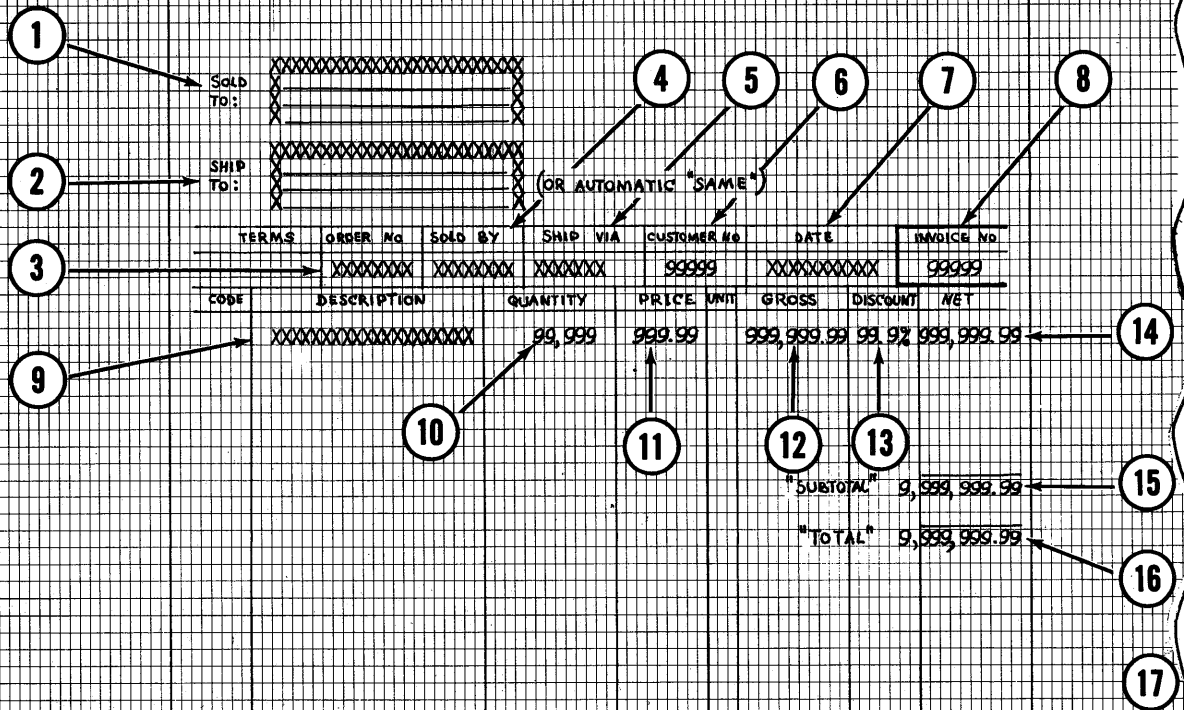 1
XXXXXXXXXXXXXXXXXXXXXXXXX
SOLD TO:
X X
X X
X X
4
5
6
7
8
2
XXXXXXXXXXXXXXXXXXXXXXXXX
SHIP TO:
X X
X X
X X
(OR AUTOMATIC "SAME")
TERMS ORDER No SOLD BY SHIP VIA CUSTOMER No DATE INVOICE No
3
XXXXXXXX XXXXXXXX XXXXXXX 99999 XXXXXXXXXXX 99999
CODE DESCRIPTION QUANTITY PRICE UNIT GROSS DISCOUNT NET
XXXXXXXXXXXXXXXXXXXX 99,999 999.99 999,999.99 99.9% 999,999.99
14
9
10
11
12
13
"SUBTOTAL" 9,999,999.99
15
"TOTAL" 9,999,999.99
16
17